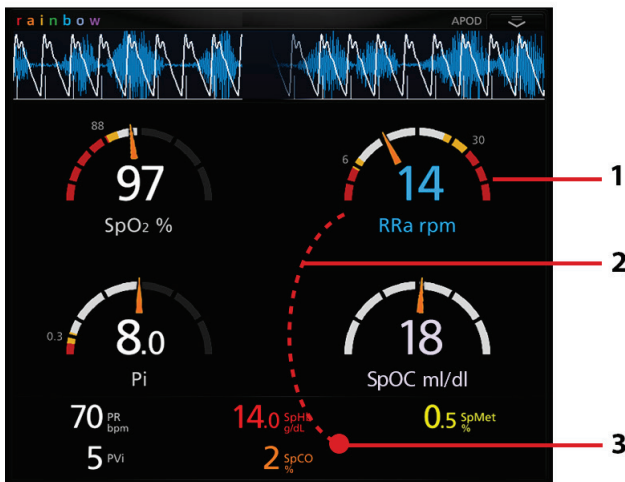 rainbow
APOD
88
97
SpO₂ %
6
30
14
RRa rpm
1
2
0.3
8.0
Pi
18
SpOC ml/dl
70 PR bpm
14.0 SpHb g/dL
0.5 SpMet %
5 PVi
2 SpCO %
3